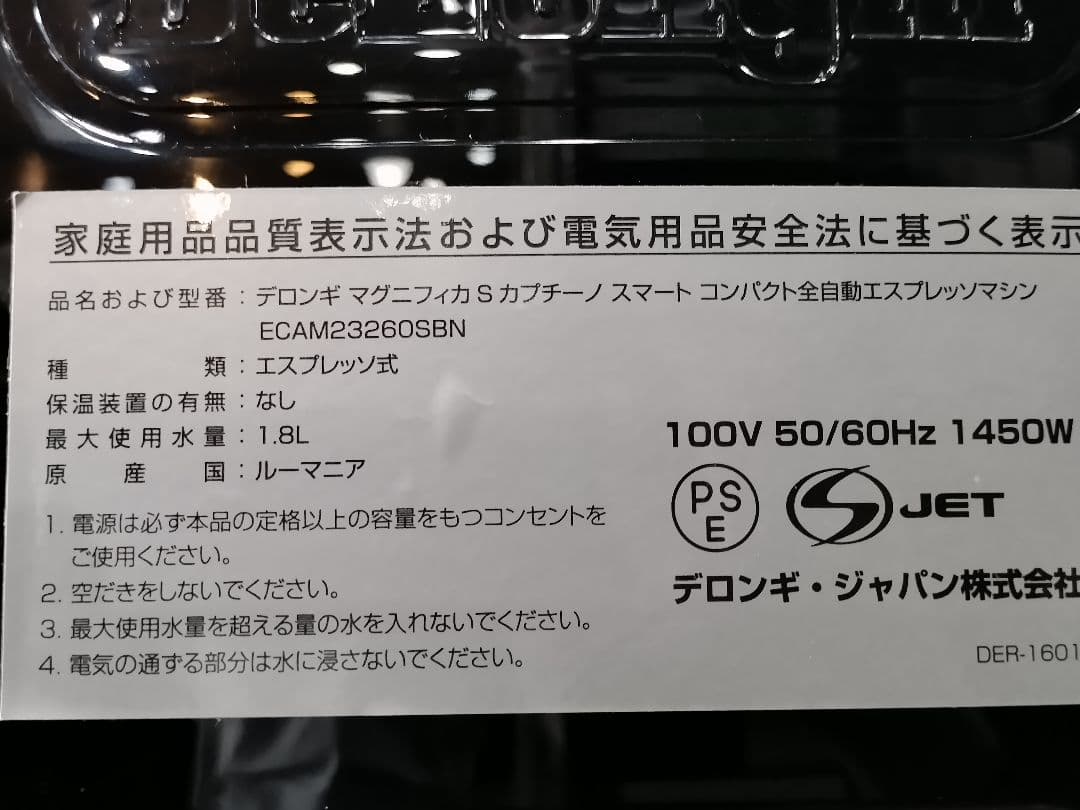 DeLonghi
家庭用品品質表示法および電気用品安全法に基づく表示
品名および型番：デロンギ マグニフィカ S カプチーノ スマート コンパクト全自動エスプレッソマシン
ECAM23260SBN
種類：エスプレッソ式
保温装置の有無：なし
最大使用水量：1.8L
原産国：ルーマニア
100V 50/60Hz 1450W
PSE
S JET
1. 電源は必ず本品の定格以上の容量をもつコンセントを
ご使用ください。
2. 空だきをしないでください。
3. 最大使用水量を超える量の水を入れないでください。
4. 電気の通ずる部分は水に浸さないでください。
デロンギ・ジャパン株式会社
DER-1601